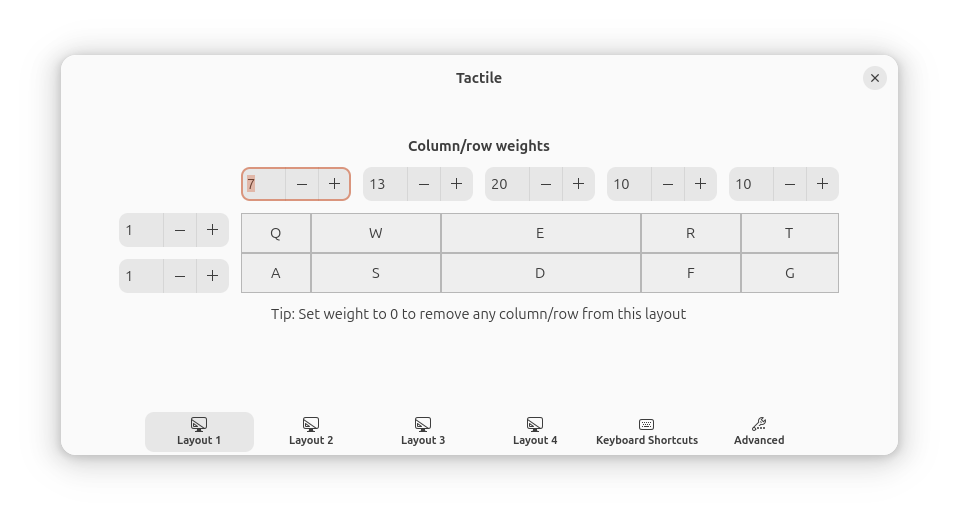 Tactile
Column/row weights
7 13 20 10 10
1
Q W E R T
1
A S D F G
Tip: Set weight to 0 to remove any column/row from this layout
Layout 1 Layout 2 Layout 3 Layout 4 Keyboard Shortcuts Advanced